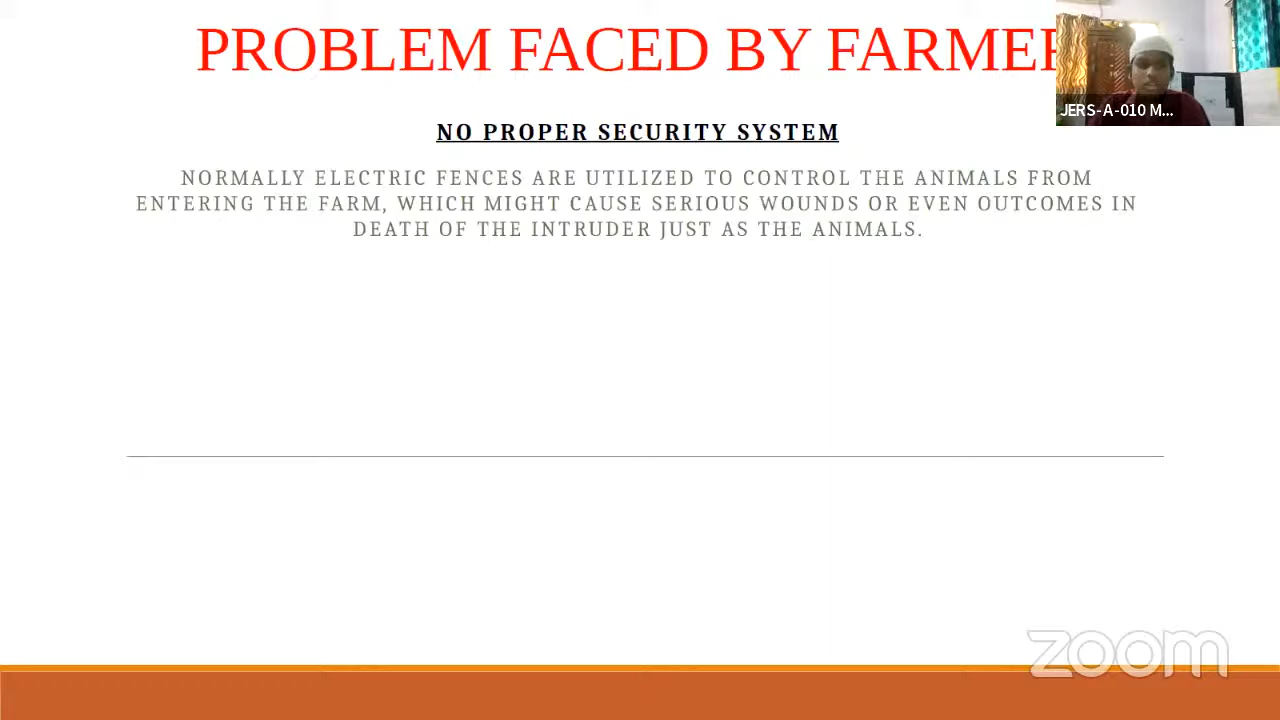 PROBLEM FACED BY FARMER
JERS-A-010 M...
NO PROPER SECURITY SYSTEM
NORMALLY ELECTRIC FENCES ARE UTILIZED TO CONTROL THE ANIMALS FROM
ENTERING THE FARM, WHICH MIGHT CAUSE SERIOUS WOUNDS OR EVEN OUTCOMES IN
DEATH OF THE INTRUDER JUST AS THE ANIMALS.
zoom